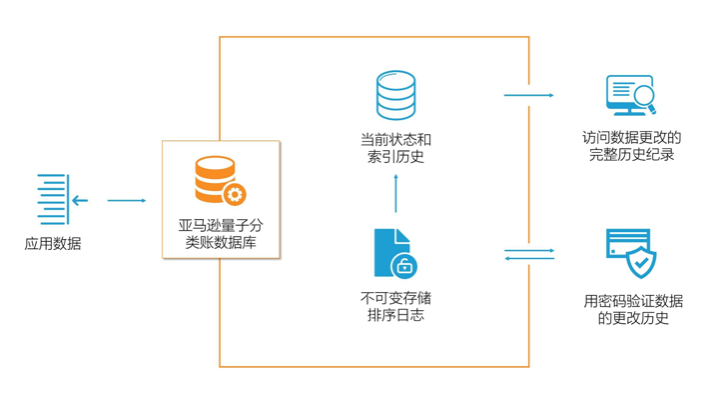 应用数据
亚马逊量子分
类账数据库
当前状态和
索引历史
不可变存储
排序日志
访问数据更改的
完整历史纪录
用密码验证数据
的更改历史